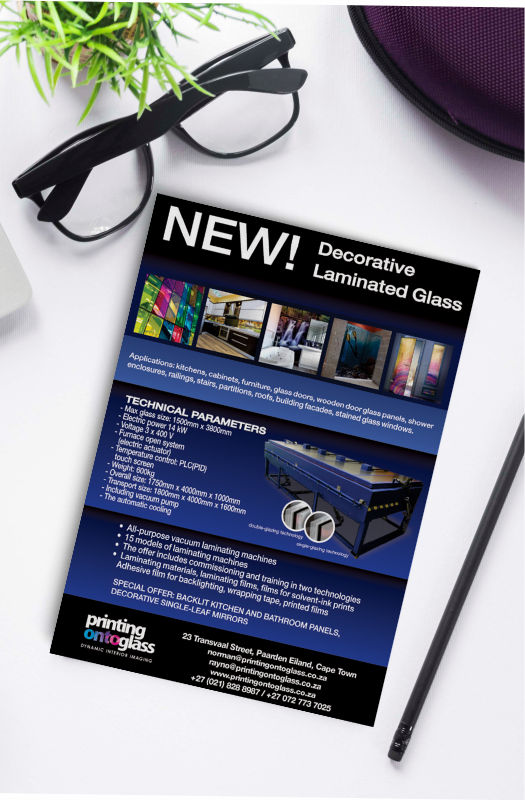 NEW!
Decorative
Laminated Glass
Applications: kitchens, cabinets, furniture, glass doors, wooden door glass panels, shower
enclosures, railings, stairs, partitions, roofs, building facades, stained glass windows.
TECHNICAL PARAMETERS
- Max glass size: 1500mm x 3800mm
- Electric power 14 kW
- Voltage 3 x 400 V
- Furnace open system
(electric actuator)
- Temperature control: PLC(PID)
touch screen
- Weight: 600kg
- Overall size: 1750mm x 4000mm x 1000mm
- Transport size: 1800mm x 4000mm x 1600mm
- Including vacuum pump
- The automatic cooling
double-glazing technology
single-glazing technology
• All-purpose vacuum laminating machines
• 15 models of laminating machines
• The offer includes commissioning and training in two technologies
• Laminating materials, laminating films, films for solvent-ink prints
Adhesive film for backlighting, wrapping tape, printed films
SPECIAL OFFER: BACKLIT KITCHEN AND BATHROOM PANELS,
DECORATIVE SINGLE-LEAF MIRRORS
printing
ontoglass
DYNAMIC INTERIOR IMAGING
23 Transvaal Street, Paarden Eiland, Cape Town
norman@printingontoglass.co.za
rayno@printingontoglass.co.za
www.printingontoglass.co.za
+27 (021) 828 8987 / +27 072 773 7025